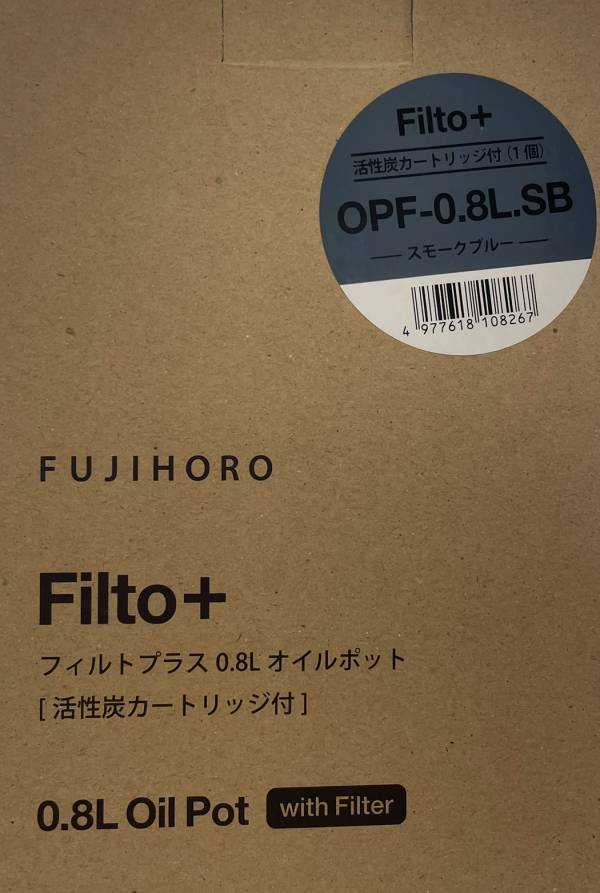 Filto+
活性炭カートリッジ付（1個）
OPF-0.8L.SB
スモークブルー
4 977618 108267
FUJIHORO
Filto+
フィルトプラス 0.8L オイルポット
[ 活性炭カートリッジ付 ]
0.8L Oil Pot with Filter